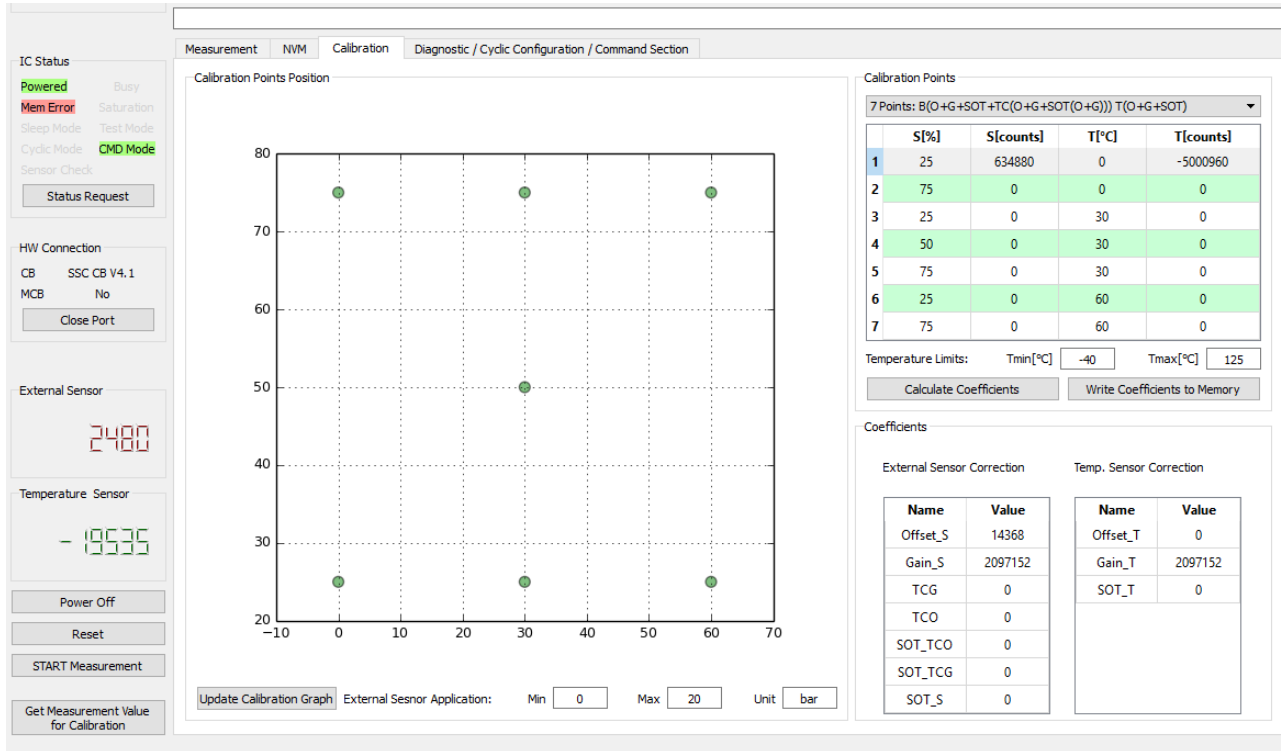 Measurement NVM Calibration Diagnostic / Cyclic Configuration / Command Section
IC Status
Powered Busy
Mem Error Saturation
Sleep Mode Test Mode
Cyclic Mode CMD Mode
Sensor Check
Status Request
HW Connection
CB SSC CB V4.1
MCB No
Close Port
External Sensor
2480
Temperature Sensor
-19535
Power Off
Reset
START Measurement
Get Measurement Value
for Calibration
Calibration Points Position
80
70
60
50
40
30
20
−10 0 10 20 30 40 50 60 70
Update Calibration Graph External Sesnor Application: Min 0 Max 20 Unit bar
Calibration Points
7 Points: B(O+G+SOT+TC(O+G+SOT(O+G))) T(O+G+SOT)
S[%] S[counts] T[°C] T[counts]
1 25 634880 0 -5000960
2 75 0 0 0
3 25 0 30 0
4 50 0 30 0
5 75 0 30 0
6 25 0 60 0
7 75 0 60 0
Temperature Limits: Tmin[°C] -40 Tmax[°C] 125
Calculate Coefficients Write Coefficients to Memory
Coefficients
External Sensor Correction Temp. Sensor Correction
Name Value Name Value
Offset_S 14368 Offset_T 0
Gain_S 2097152 Gain_T 2097152
TCG 0 SOT_T 0
TCO 0
SOT_TCO 0
SOT_TCG 0
SOT_S 0